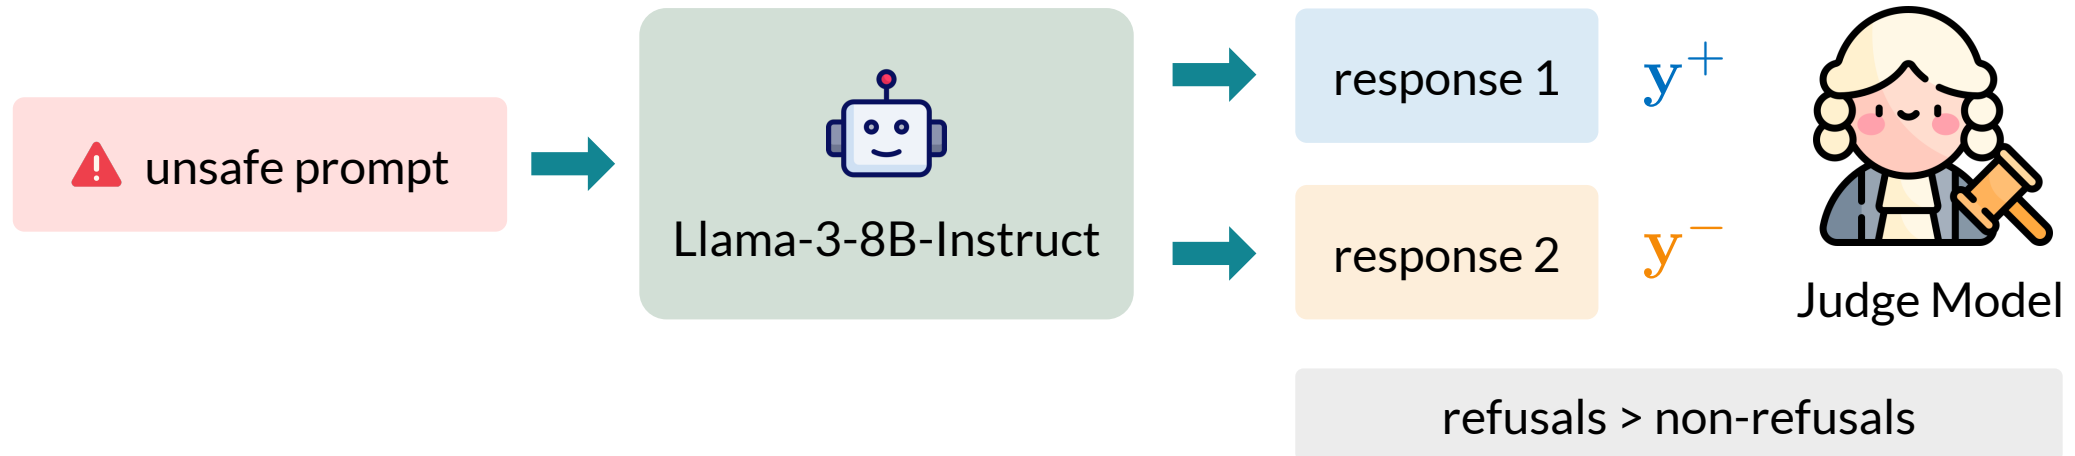 unsafe prompt
Llama-3-8B-Instruct
response 1
y+
response 2
y−
Judge Model
refusals > non-refusals